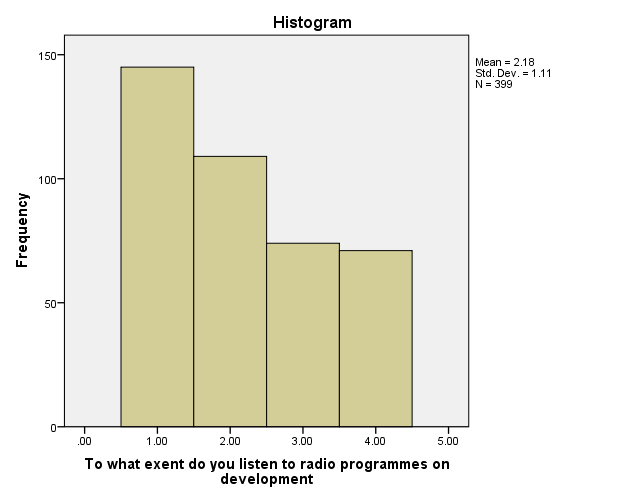 Histogram
Mean = 2.18
Std. Dev. = 1.11
N = 399
150
100
50
0
Frequency
.00 1.00 2.00 3.00 4.00 5.00
To what exent do you listen to radio programmes on
development